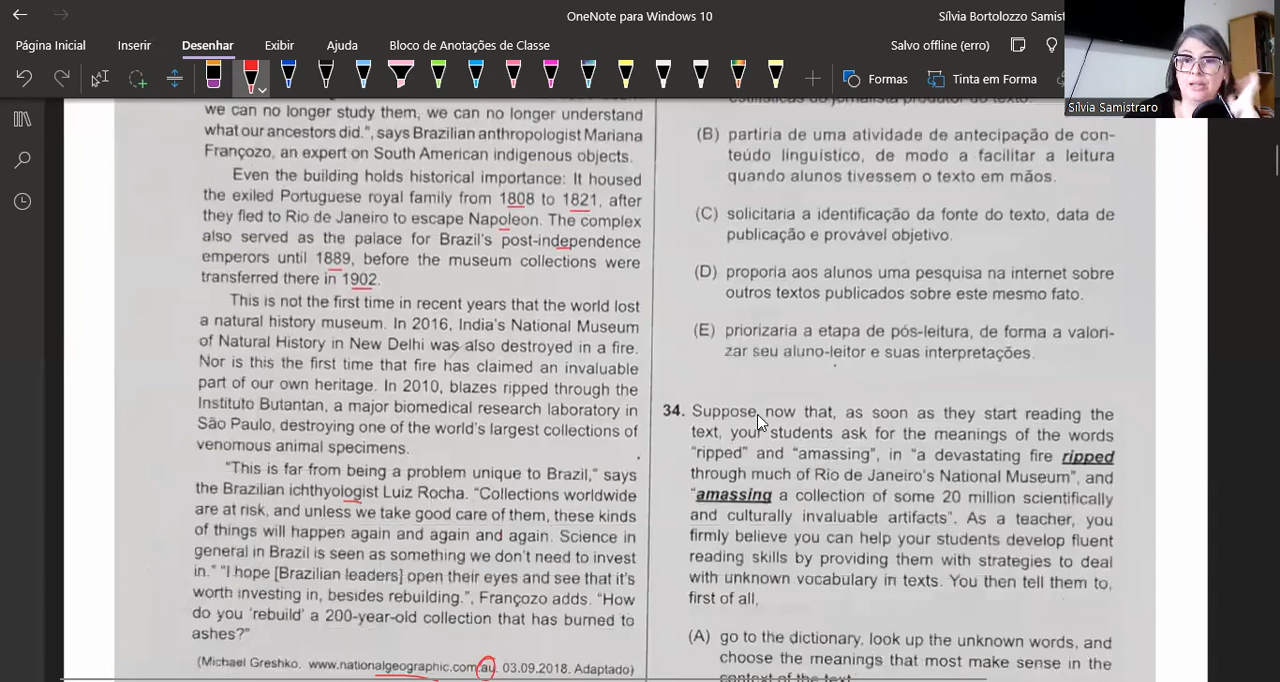 OneNote para Windows 10
Sílvia Bortolozzo Samist
Página Inicial
Inserir
Desenhar
Exibir
Ajuda
Bloco de Anotações de Classe
Salvo offline (erro)
Formas
Tinta em Forma
Sílvia Samistraro
we can no longer study them, we can no longer understand
what our ancestors did.", says Brazilian anthropologist Mariana
Françozo, an expert on South American indigenous objects.
Even the building holds historical importance: It housed
the exiled Portuguese royal family from 1808 to 1821, after
they fled to Rio de Janeiro to escape Napoleon. The complex
also served as the palace for Brazil's post-independence
emperors until 1889, before the museum collections were
transferred there in 1902.
This is not the first time in recent years that the world lost
a natural history museum. In 2016, India's National Museum
of Natural History in New Delhi was also destroyed in a fire.
Nor is this the first time that fire has claimed an invaluable
part of our own heritage. In 2010, blazes ripped through the
Instituto Butantan, a major biomedical research laboratory in
São Paulo, destroying one of the world's largest collections of
venomous animal specimens.
"This is far from being a problem unique to Brazil," says
the Brazilian ichthyologist Luiz Rocha. "Collections worldwide
are at risk, and unless we take good care of them, these kinds
of things will happen again and again and again. Science in
general in Brazil is seen as something we don't need to invest
in." "I hope [Brazilian leaders] open their eyes and see that it's
worth investing in, besides rebuilding.", Françozo adds. "How
do you 'rebuild' a 200-year-old collection that has burned to
ashes?"
(Michael Greshko. www.nationalgeographic.com.au. 03.09.2018. Adaptado)
estilísticas do jornalista produtor do texto.
(B) partiria de uma atividade de antecipação de con-
teúdo linguístico, de modo a facilitar a leitura
quando alunos tivessem o texto em mãos.
(C) solicitaria a identificação da fonte do texto, data de
publicação e provável objetivo.
(D) proporia aos alunos uma pesquisa na internet sobre
outros textos publicados sobre este mesmo fato.
(E) priorizaria a etapa de pós-leitura, de forma a valori-
zar seu aluno-leitor e suas interpretações.
34. Suppose now that, as soon as they start reading the
text, your students ask for the meanings of the words
"ripped" and "amassing", in "a devastating fire ripped
through much of Rio de Janeiro's National Museum", and
"amassing a collection of some 20 million scientifically
and culturally invaluable artifacts". As a teacher, you
firmly believe you can help your students develop fluent
reading skills by providing them with strategies to deal
with unknown vocabulary in texts. You then tell them to,
first of all,
(A) go to the dictionary, look up the unknown words, and
choose the meanings that most make sense in the
context of the text